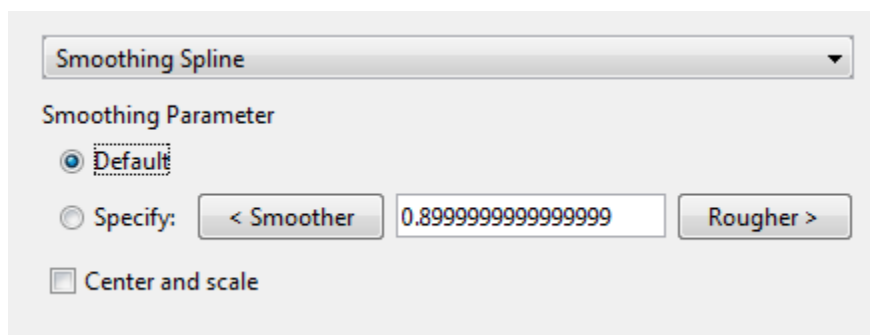 Smoothing Spline
Smoothing Parameter
Default
Specify: < Smoother 0.8999999999999999 Rougher >
Center and scale